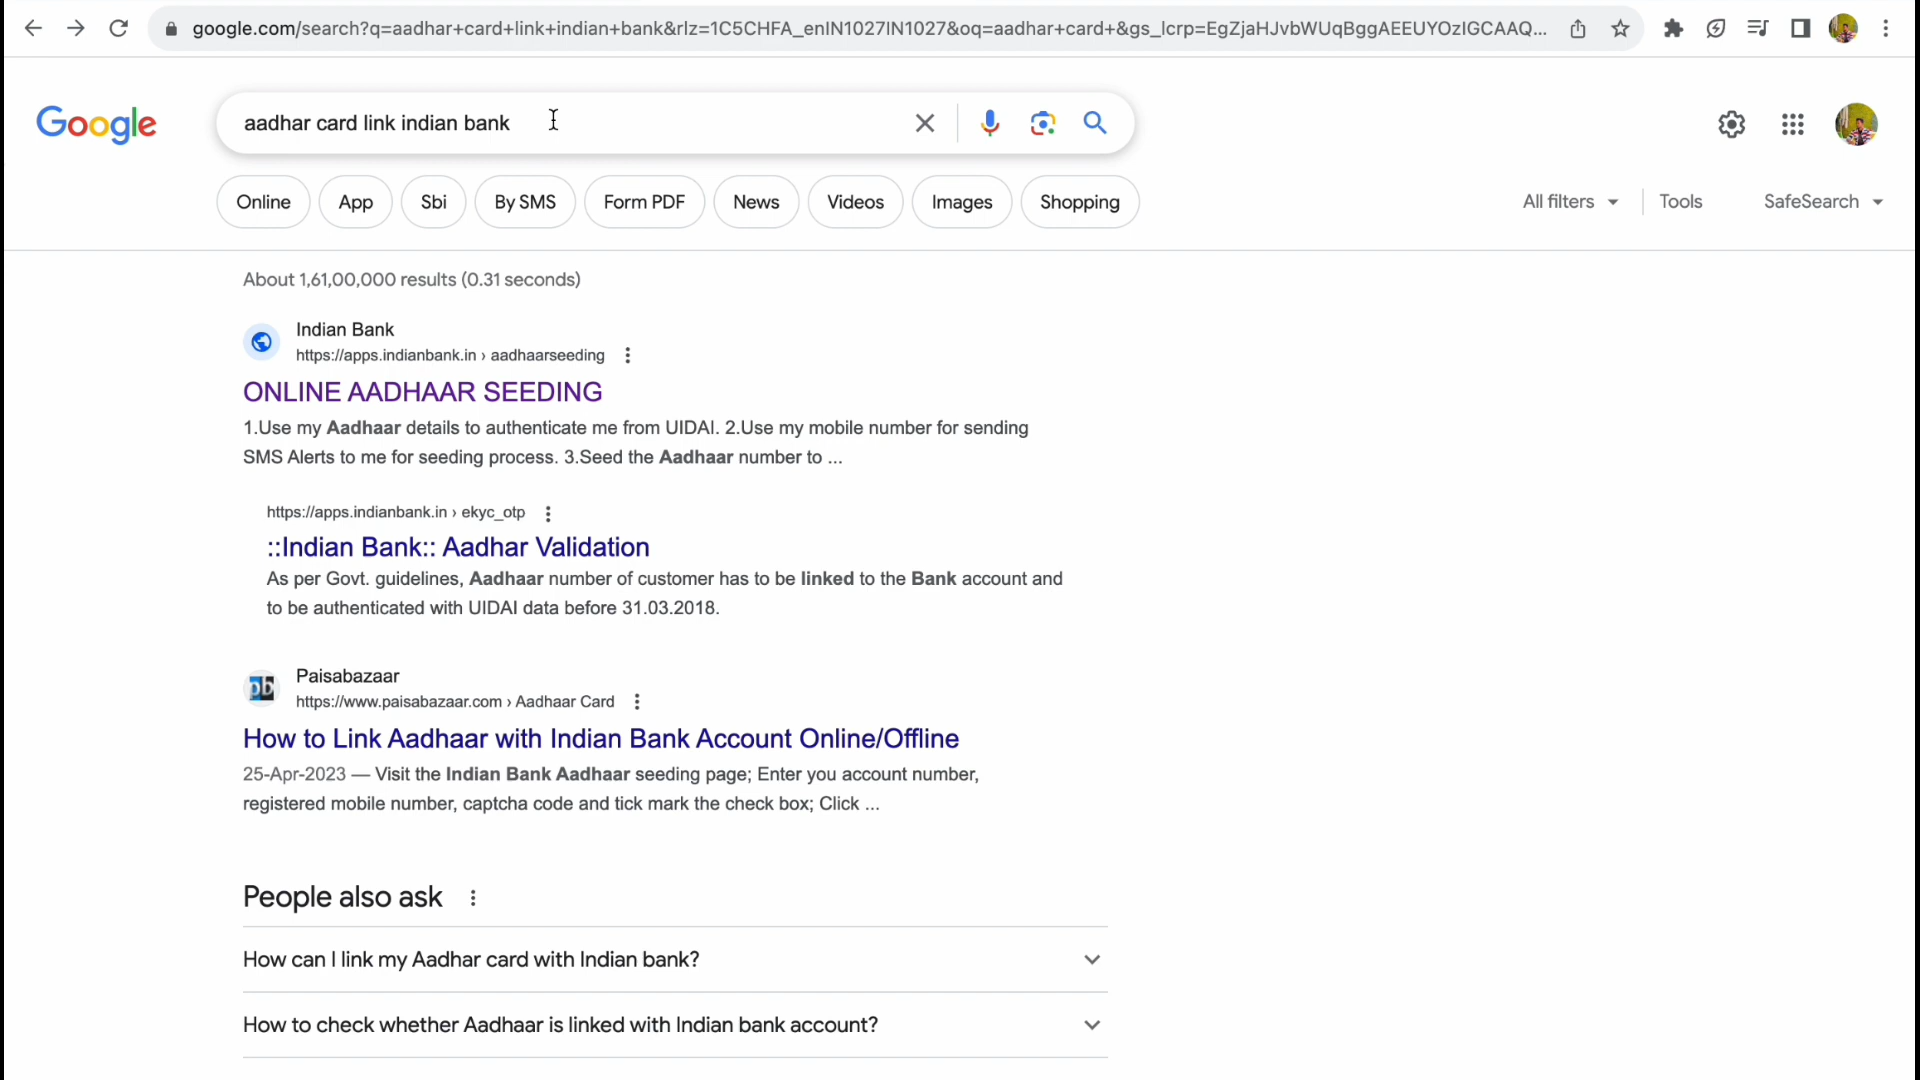 google.com/search?q=aadhar+card+link+indian+bank&rlz=1C5CHFA_enIN1027IN1027&oq=aadhar+card+&gs_lcrp=EgZjaHJvbWUqBggAEEUYOzIGCAAQ...
Google
aadhar card link indian bank
Online
App
Sbi
By SMS
Form PDF
News
Videos
Images
Shopping
All filters
Tools
SafeSearch
About 1,61,00,000 results (0.31 seconds)
Indian Bank
https://apps.indianbank.in › aadhaarseeding
ONLINE AADHAAR SEEDING
1.Use my Aadhaar details to authenticate me from UIDAI. 2.Use my mobile number for sending
SMS Alerts to me for seeding process. 3.Seed the Aadhaar number to ...
https://apps.indianbank.in › ekyc_otp
::Indian Bank:: Aadhar Validation
As per Govt. guidelines, Aadhaar number of customer has to be linked to the Bank account and
to be authenticated with UIDAI data before 31.03.2018.
pb
Paisabazaar
https://www.paisabazaar.com › Aadhaar Card
How to Link Aadhaar with Indian Bank Account Online/Offline
25-Apr-2023 — Visit the Indian Bank Aadhaar seeding page; Enter you account number,
registered mobile number, captcha code and tick mark the check box; Click ...
People also ask
How can I link my Aadhar card with Indian bank?
How to check whether Aadhaar is linked with Indian bank account?